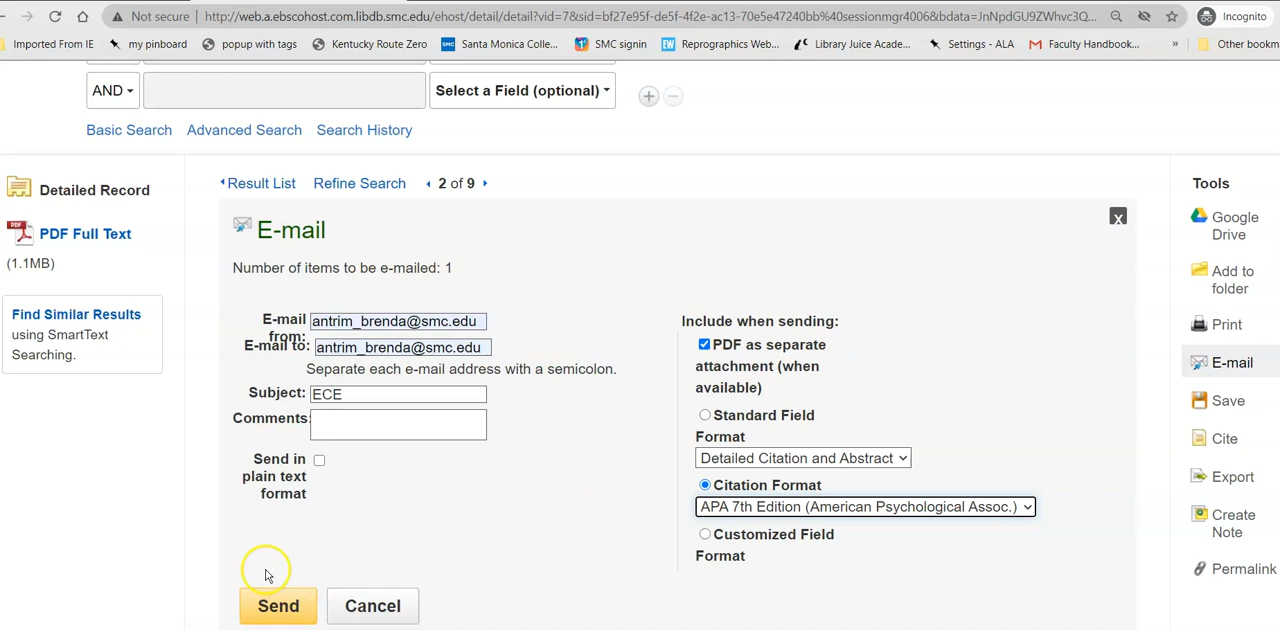 Not secure
http://web.a.ebscohost.com.libdb.smc.edu/ehost/detail/detail?vid=7&sid=bf27e95f-de5f-4f2e-ac13-70e5e47240bb%40sessionmgr4006&bdata=JnNpdGU9ZWhvc3Q...
Incognito
Imported From IE
my pinboard
popup with tags
Kentucky Route Zero
SMC
Santa Monica Colle...
SMC signin
EW
Reprographics Web...
Library Juice Acade...
Settings - ALA
Faculty Handbook...
»
Other bookm
AND
Select a Field (optional)
Basic Search
Advanced Search
Search History
Detailed Record
PDF
PDF Full Text
(1.1MB)
Find Similar Results
using SmartText
Searching.
Result List
Refine Search
2 of 9
E-mail
x
Number of items to be e-mailed: 1
E-mail
from:
antrim_brenda@smc.edu
E-mail to:
antrim_brenda@smc.edu
Separate each e-mail address with a semicolon.
Subject:
ECE
Comments:
Send in
plain text
format
Send
Cancel
Include when sending:
PDF as separate
attachment (when
available)
Standard Field
Format
Detailed Citation and Abstract
Citation Format
APA 7th Edition (American Psychological Assoc.)
Customized Field
Format
Tools
Google
Drive
Add to
folder
Print
E-mail
Save
Cite
Export
Create
Note
Permalink